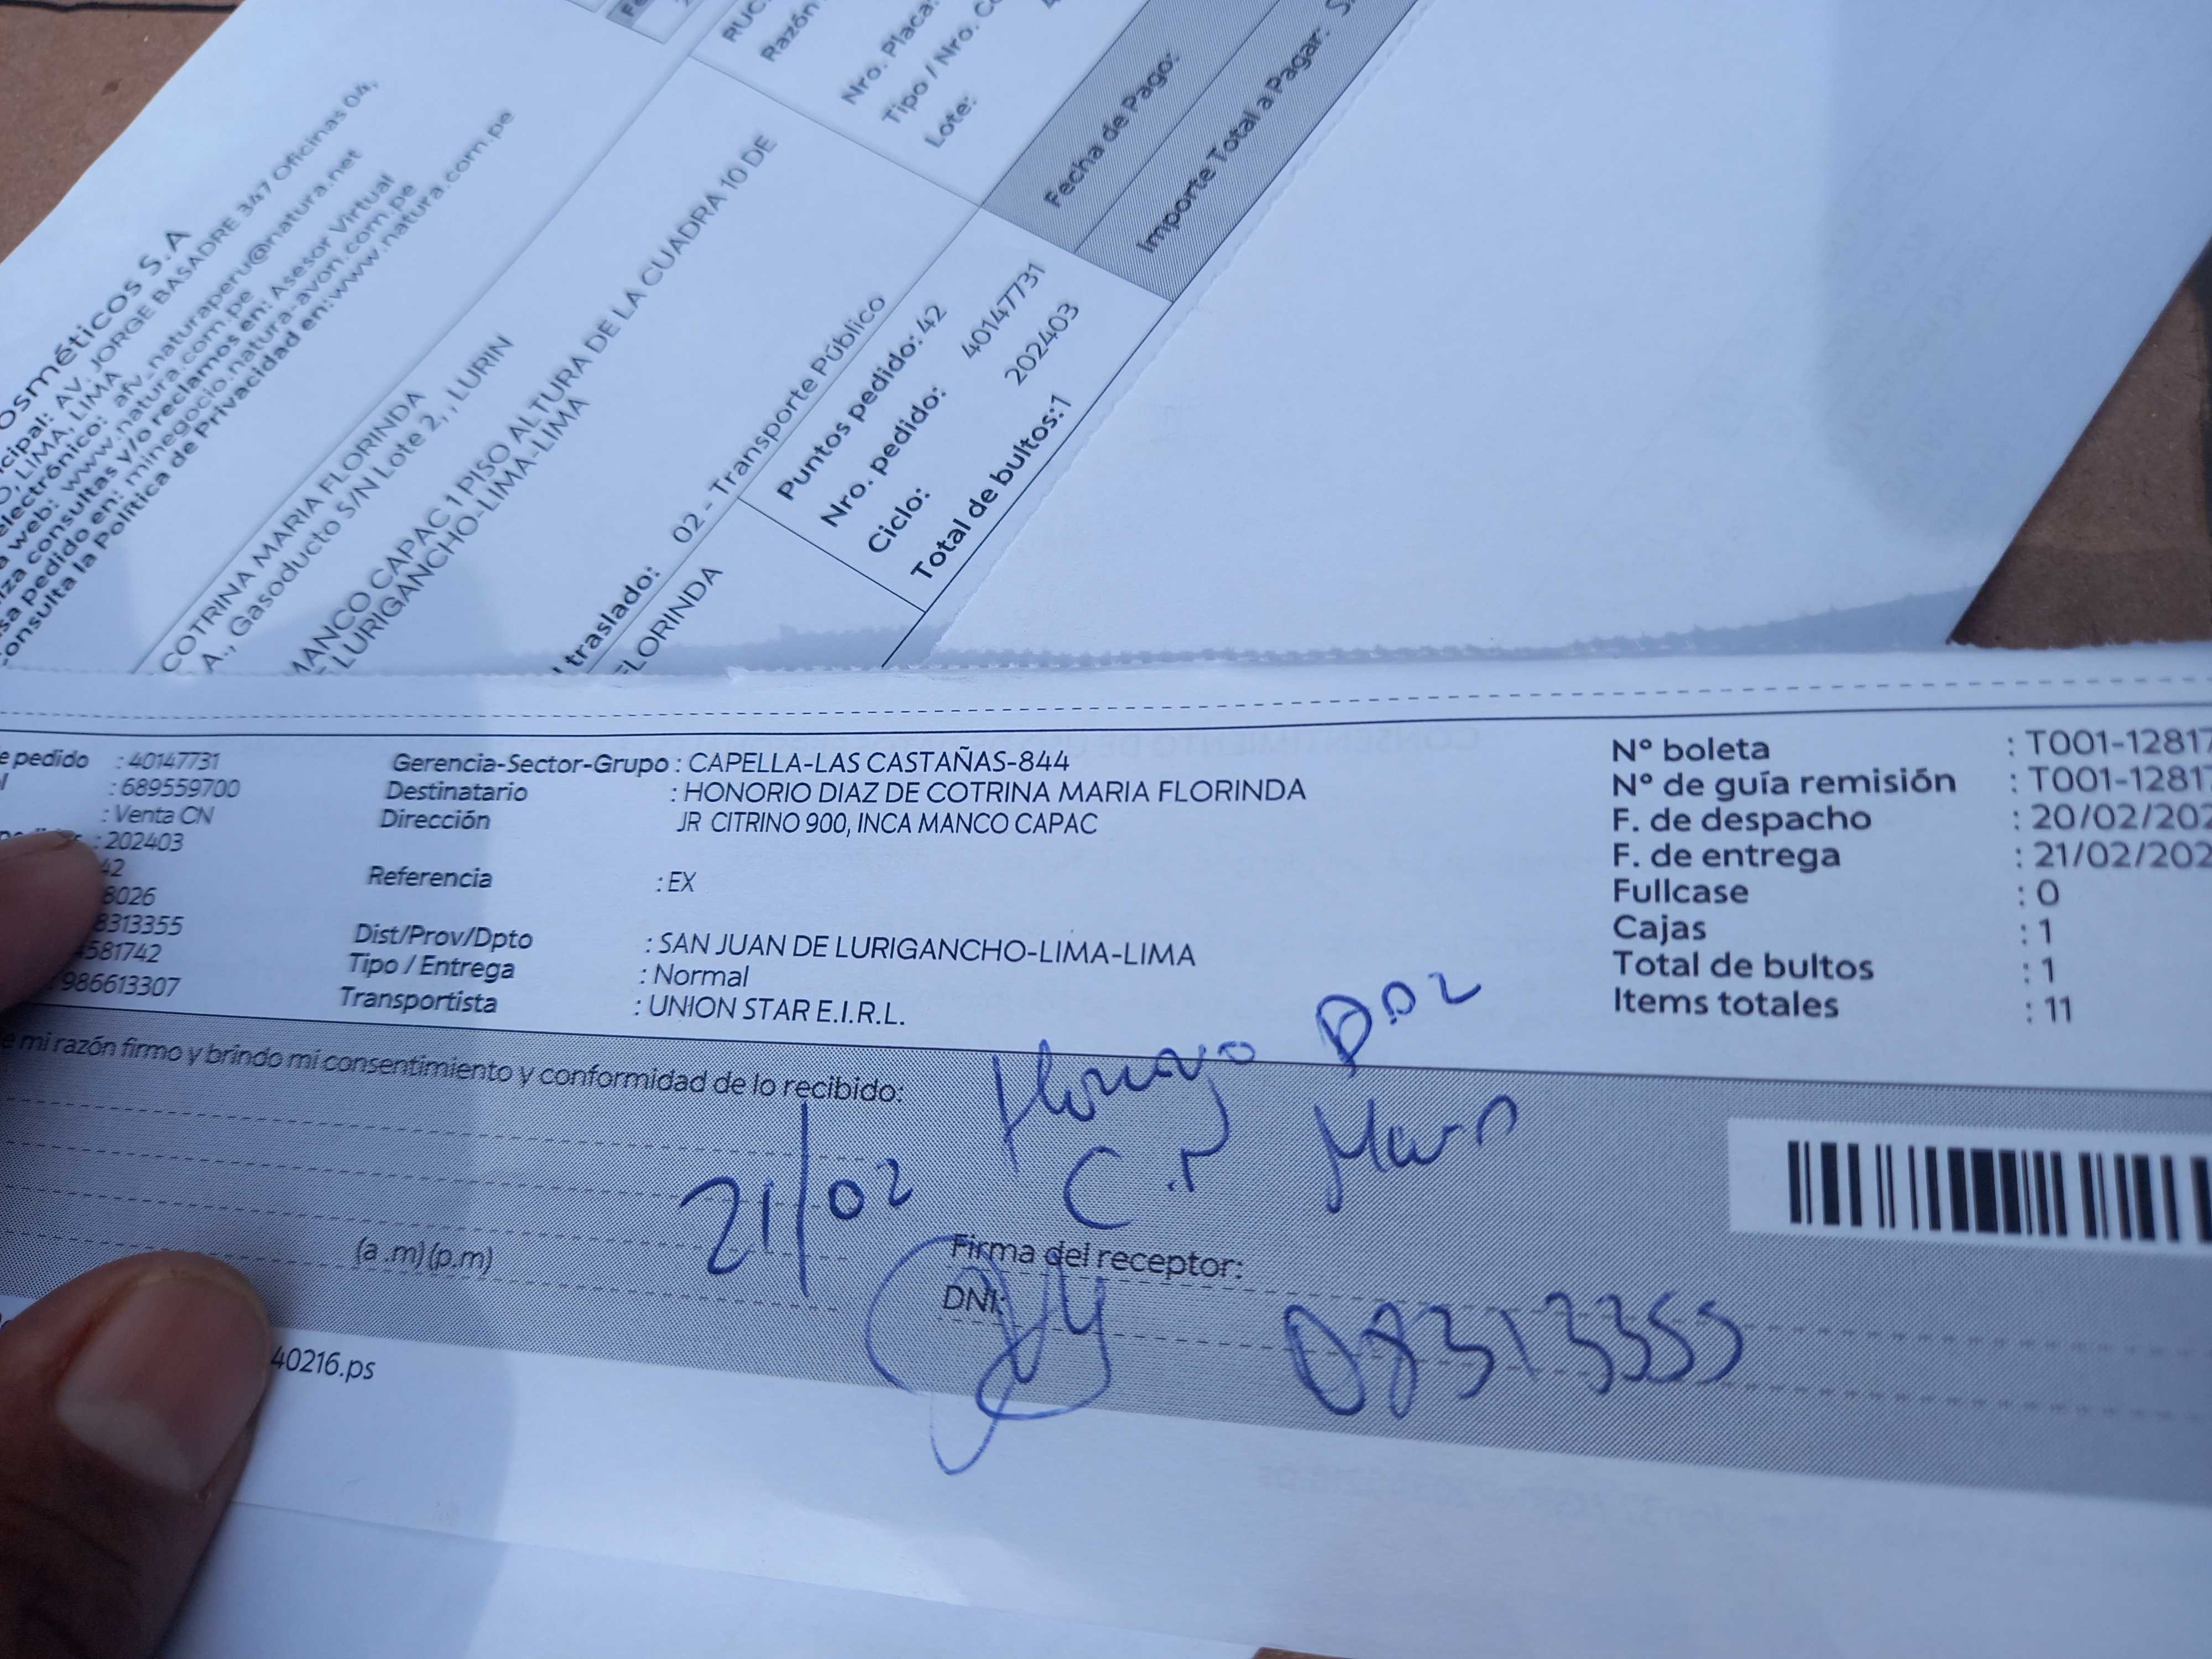 osméticos S.A
cipal: AV. JORGE BASADRE 347 Oficinas 04,
O, LIMA, LIMA
electrónico: afv_naturaperu@natura.net
a web: www.natura.com.pe
iza consultas y/o reclamos en: Asesor Virtual
sa pedido en: minegocio.natura-avon.com.pe
onsulta la Política de Privacidad en:www.natura.com.pe
COTRINA MARIA FLORINDA
A., Gasoducto S/N Lote 2, , LURIN
MANCO CAPAC 1 PISO ALTURA DE LA CUADRA 10 DE
E LURIGANCHO-LIMA-LIMA
l traslado: 02 - Transporte Público
FLORINDA
RUC
Razón
Nro. Placa:
Tipo / Nro. C
Lote:
Puntos pedido: 42
Nro. pedido: 40147731
Ciclo: 202403
Total de bultos:1
Fecha de Pago:
Importe Total a Pagar: S
e pedido : 40147731
l : 689559700
: Venta CN
: 202403
42
8026
8313355
581742
986613307
Gerencia-Sector-Grupo : CAPELLA-LAS CASTAÑAS-844
Destinatario : HONORIO DIAZ DE COTRINA MARIA FLORINDA
Dirección JR CITRINO 900, INCA MANCO CAPAC
Referencia : EX
Dist/Prov/Dpto : SAN JUAN DE LURIGANCHO-LIMA-LIMA
Tipo / Entrega : Normal
Transportista : UNION STAR E.I.R.L.
Nº boleta : T001-12817
Nº de guía remisión : T001-1281
F. de despacho : 20/02/202
F. de entrega : 21/02/202
Fullcase : 0
Cajas : 1
Total de bultos : 1
Items totales : 11
e mi razón firmo y brindo mi consentimiento y conformidad de lo recibido:
21/02
(a .m) (p.m)
Firma del receptor:
DNI: 08313355
40216.ps